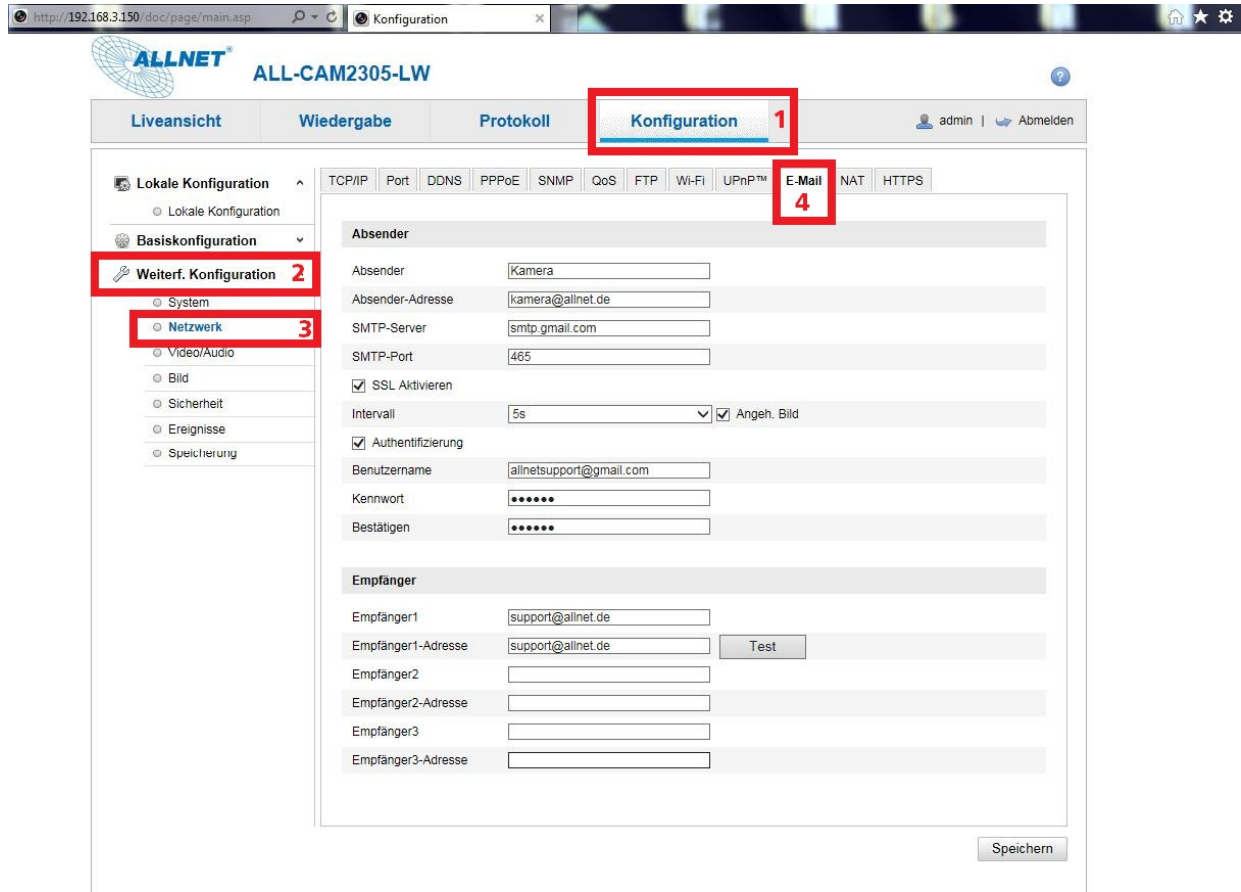 http://192.168.3.150/doc/page/main.asp
Konfiguration
ALLNET®
ALL-CAM2305-LW
Liveansicht
Wiedergabe
Protokoll
Konfiguration
1
admin | Abmelden
Lokale Konfiguration
Lokale Konfiguration
Basiskonfiguration
Weiterf. Konfiguration 2
System
Netzwerk 3
Video/Audio
Bild
Sicherheit
Ereignisse
Speicherung
TCP/IP Port DDNS PPPoE SNMP QoS FTP Wi-Fi UPnP™ E-Mail NAT HTTPS
4
Absender
Absender Kamera
Absender-Adresse kamera@allnet.de
SMTP-Server smtp.gmail.com
SMTP-Port 465
SSL Aktivieren
Intervall 5s Angeh. Bild
Authentifizierung
Benutzername allnetsupport@gmail.com
Kennwort ●●●●●●
Bestätigen ●●●●●●
Empfänger
Empfänger1 support@allnet.de
Empfänger1-Adresse support@allnet.de Test
Empfänger2
Empfänger2-Adresse
Empfänger3
Empfänger3-Adresse
Speichern